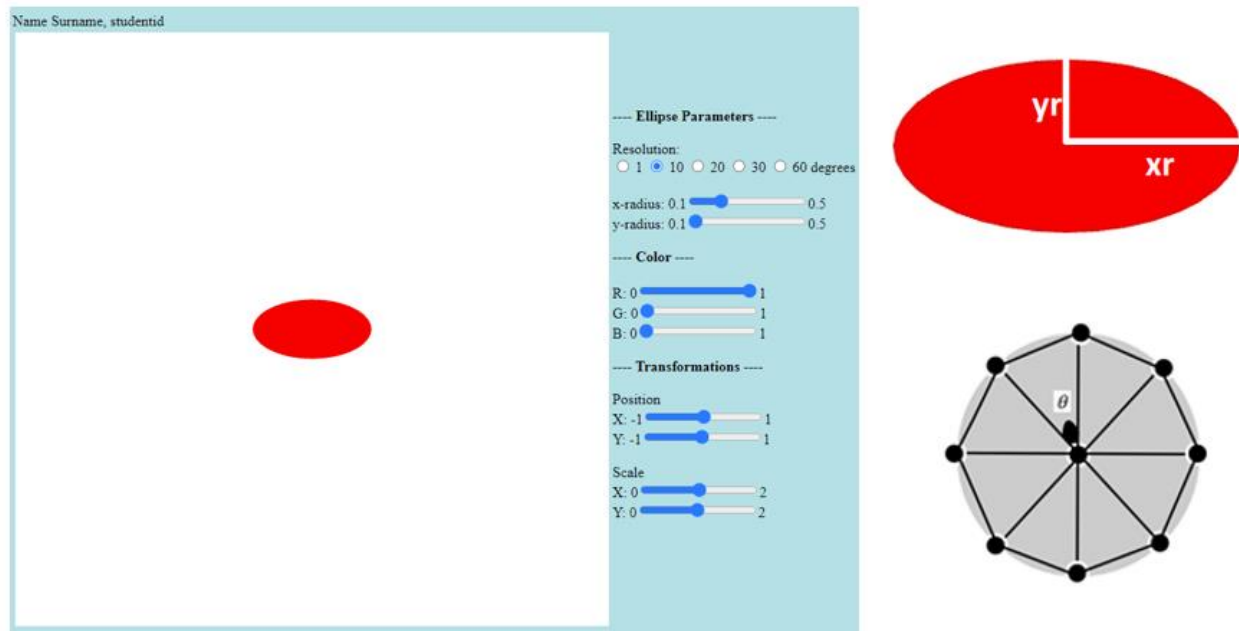 Name Surname, studentid
---- Ellipse Parameters ----
Resolution:
1 10 20 30 60 degrees
x-radius: 0.1 0.5
y-radius: 0.1 0.5
---- Color ----
R: 0 1
G: 0 1
B: 0 1
---- Transformations ----
Position
X: -1 1
Y: -1 1
Scale
X: 0 2
Y: 0 2
yr
xr
θ